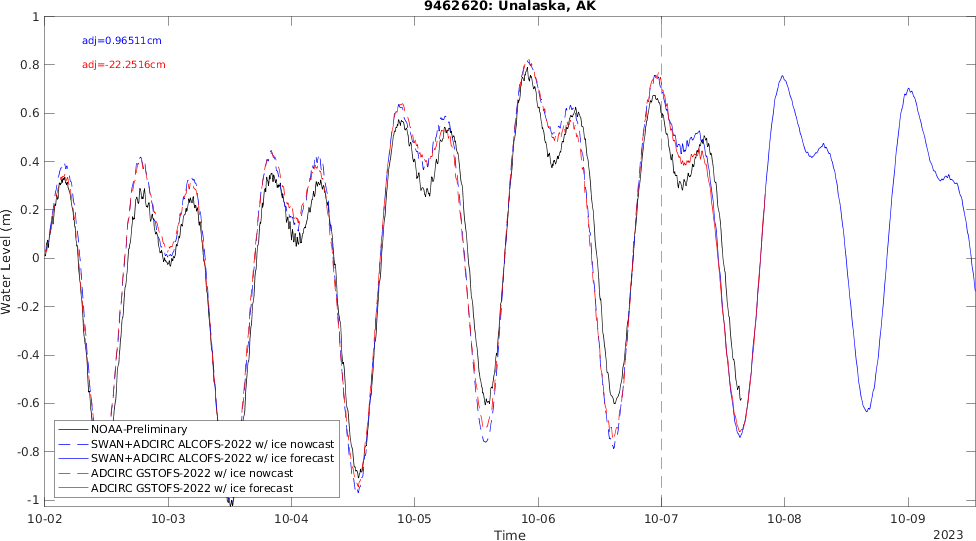 9462620: Unalaska, AK
adj=0.96511cm
adj=-22.2516cm
1
0.8
0.6
0.4
0.2
0
-0.2
-0.4
-0.6
-0.8
-1
Water Level (m)
NOAA-Preliminary
SWAN+ADCIRC ALCOFS-2022 w/ ice nowcast
SWAN+ADCIRC ALCOFS-2022 w/ ice forecast
ADCIRC GSTOFS-2022 w/ ice nowcast
ADCIRC GSTOFS-2022 w/ ice forecast
10-02 10-03 10-04 10-05 10-06 10-07 10-08 10-09
Time
2023